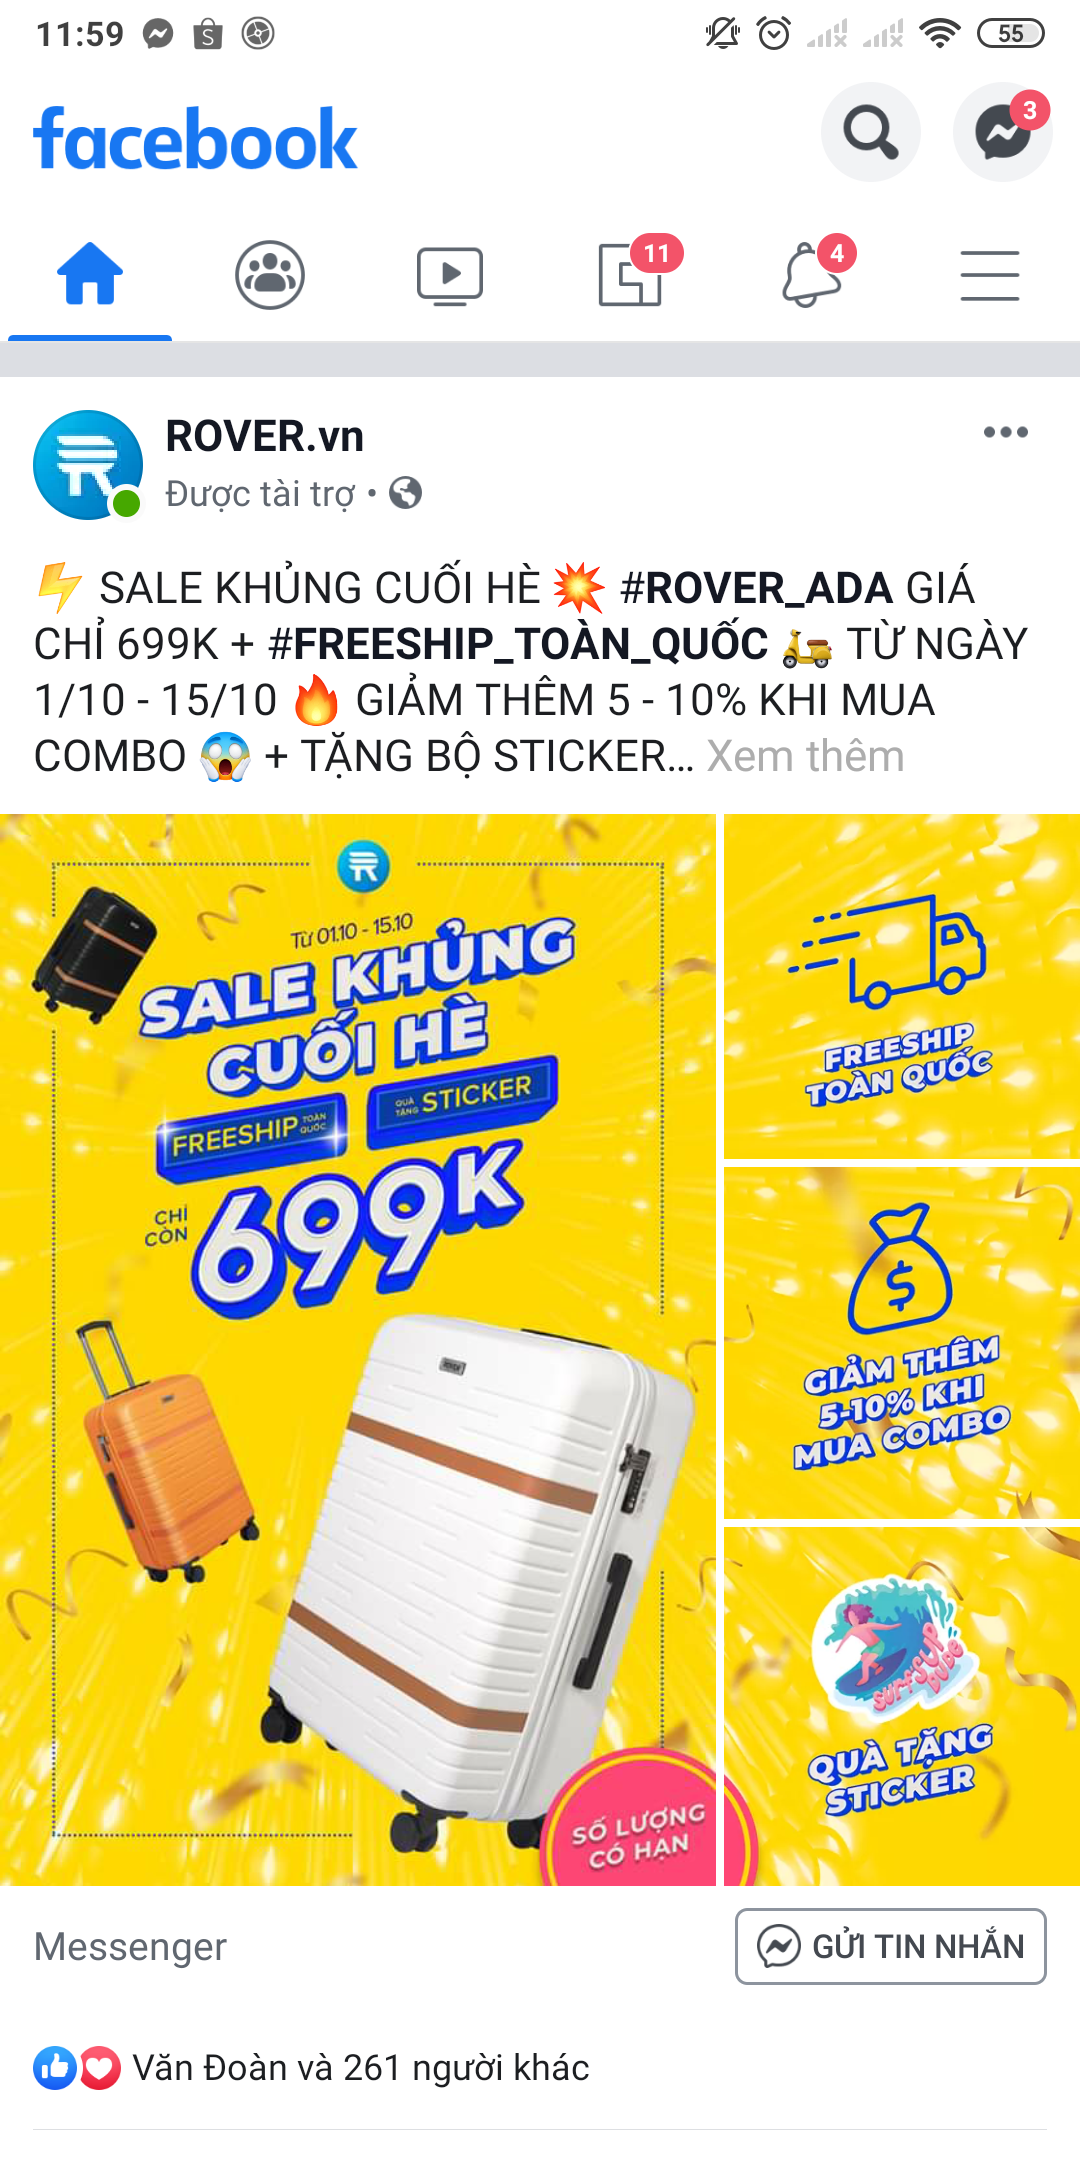 11:59
55
facebook
3
11
4
ROVER.vn
Được tài trợ
⚡ SALE KHỦNG CUỐI HÈ 💥 #ROVER_ADA GIÁ
CHỈ 699K + #FREESHIP_TOÀN_QUỐC 🛵 TỪ NGÀY
1/10 - 15/10 🔥 GIẢM THÊM 5 - 10% KHI MUA
COMBO 😱 + TẶNG BỘ STICKER... Xem thêm
Từ 01.10 - 15.10
SALE KHỦNG
CUỐI HÈ
FREESHIP TOÀN QUỐC
QUÀ TẶNG STICKER
CHỈ CÒN
699K
ROVER
SỐ LƯỢNG
CÓ HẠN
FREESHIP
TOÀN QUỐC
$
GIẢM THÊM
5-10% KHI
MUA COMBO
SURF'S UP
DUDE
QUÀ TẶNG
STICKER
Messenger
GỬI TIN NHẮN
Văn Đoàn và 261 người khác